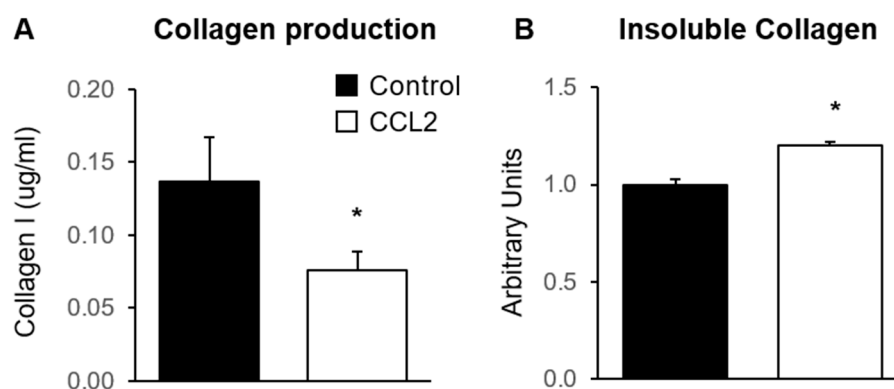 A Collagen production
Collagen I (ug/ml)
0.20
0.15
0.10
0.05
0.00
Control
CCL2
*
B Insoluble Collagen
Arbitrary Units
1.5
1.0
0.5
0.0
*